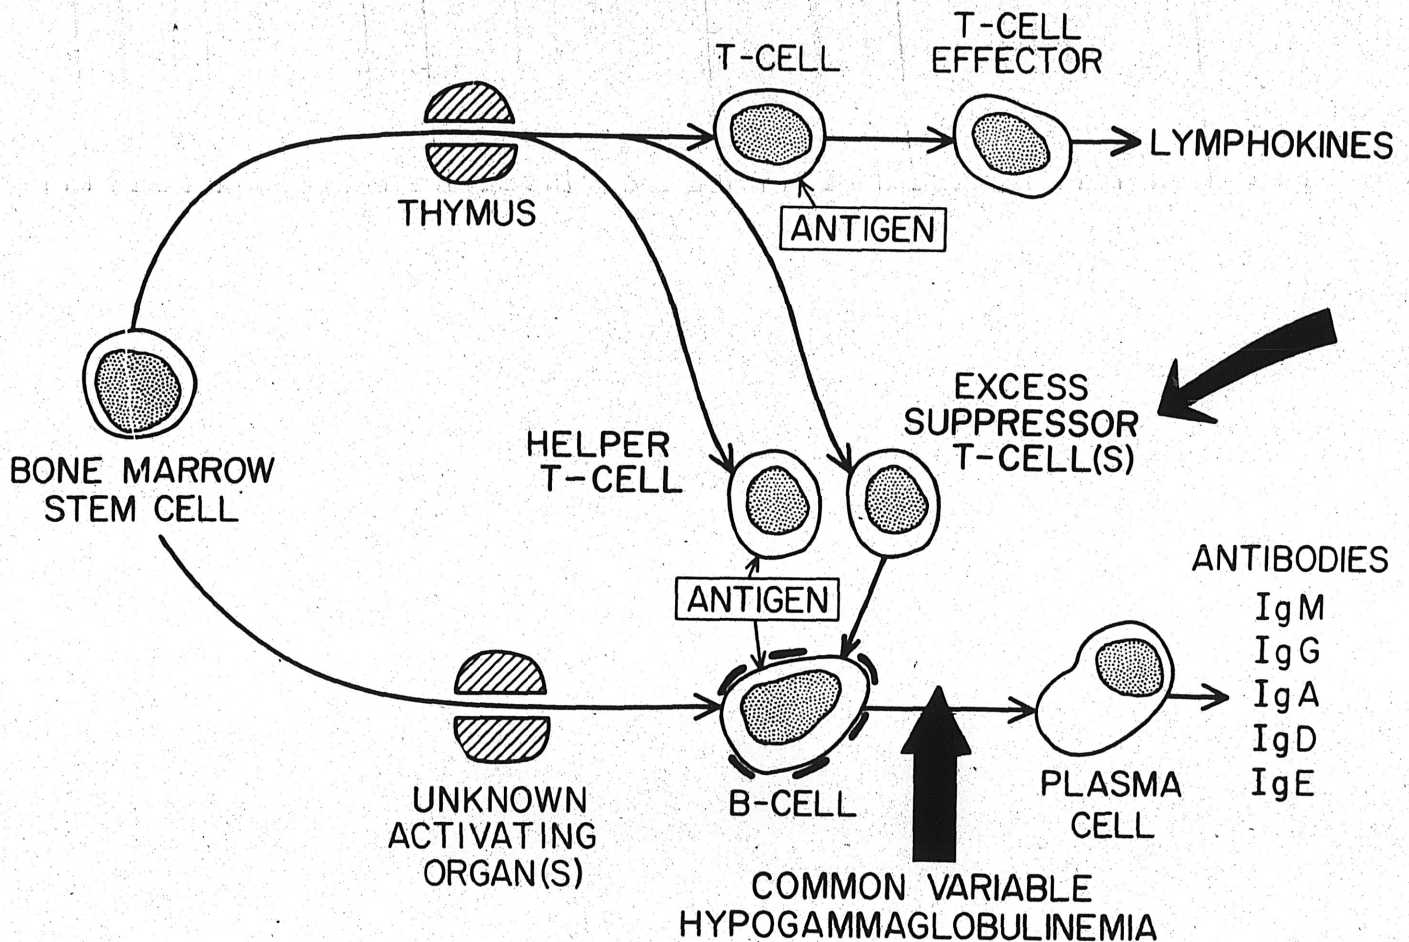 T-CELL
T-CELL
EFFECTOR
LYMPHOKINES
THYMUS
ANTIGEN
BONE MARROW
STEM CELL
HELPER
T-CELL
EXCESS
SUPPRESSOR
T-CELL(S)
ANTIGEN
ANTIBODIES
IgM
IgG
IgA
IgD
IgE
UNKNOWN
ACTIVATING
ORGAN(S)
B-CELL
PLASMA
CELL
COMMON VARIABLE
HYPOGAMMAGLOBULINEMIA